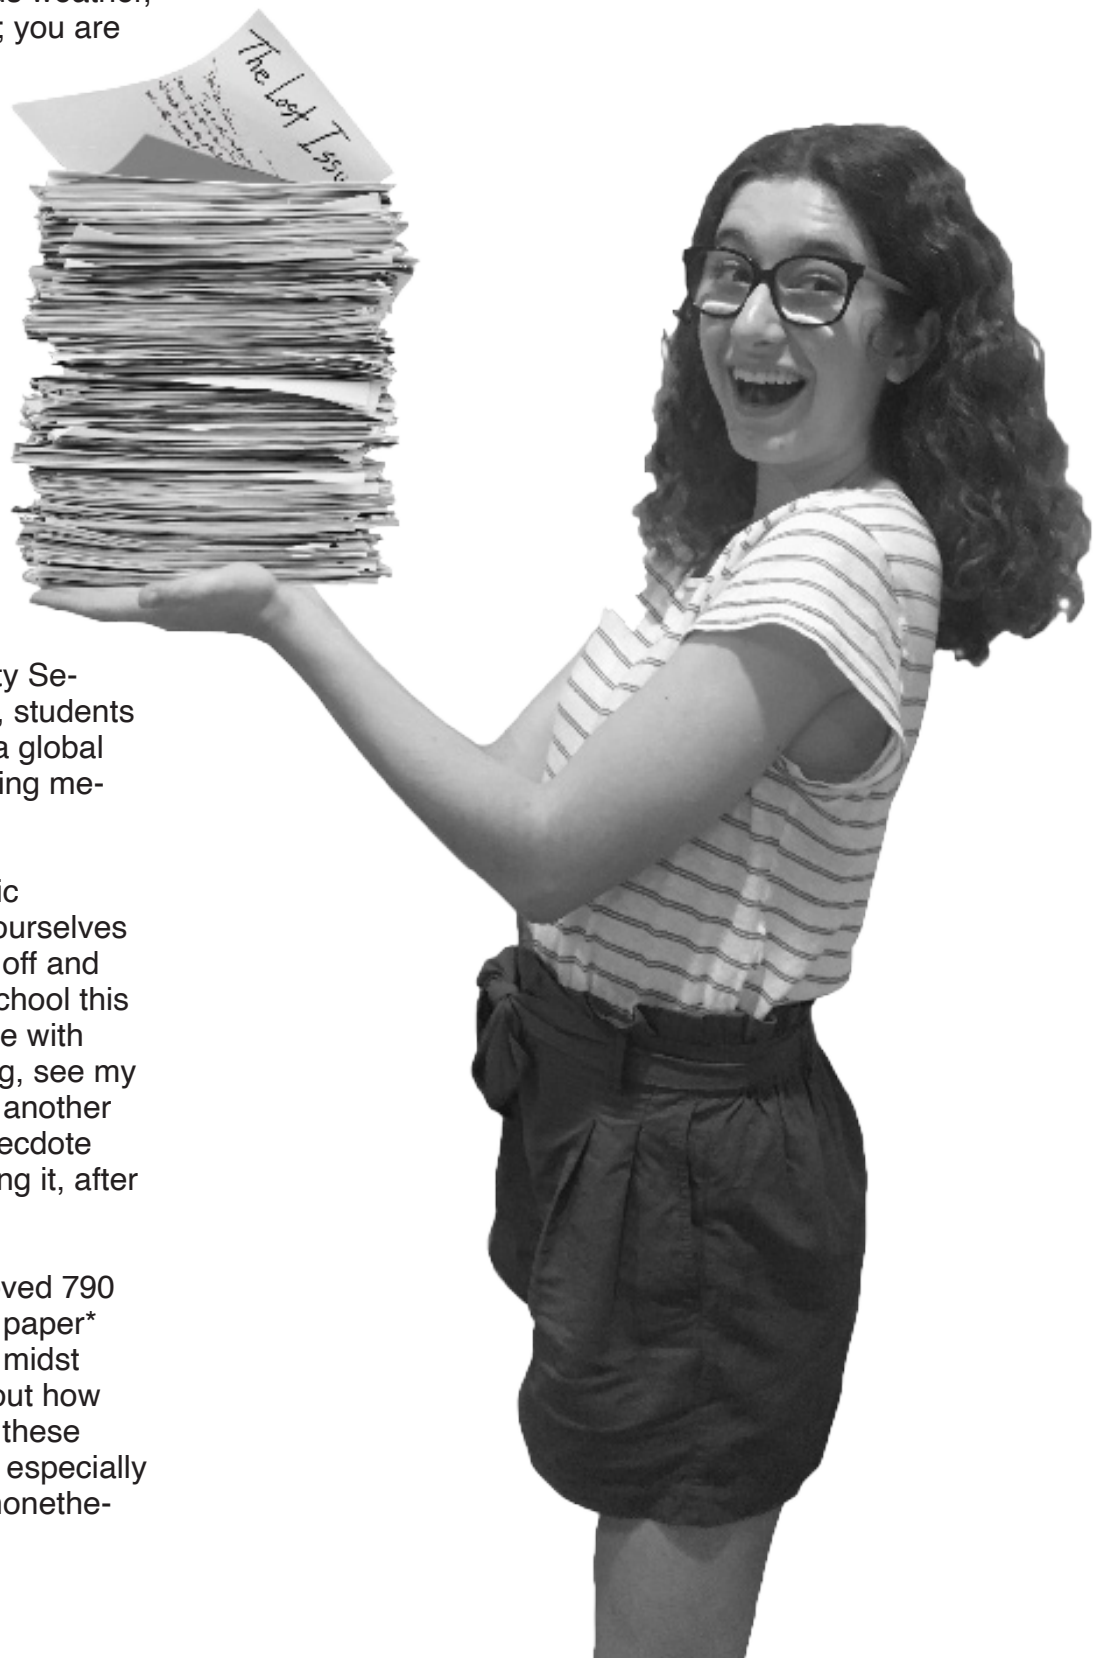 ; you are
The Lost Issu
ty Se-
, students
a global
ing me-
ic
ourselves
off and
chool this
e with
g, see my
another
ecdote
ng it, after
ved 790
paper*
midst
out how
these
especially
nonethe-